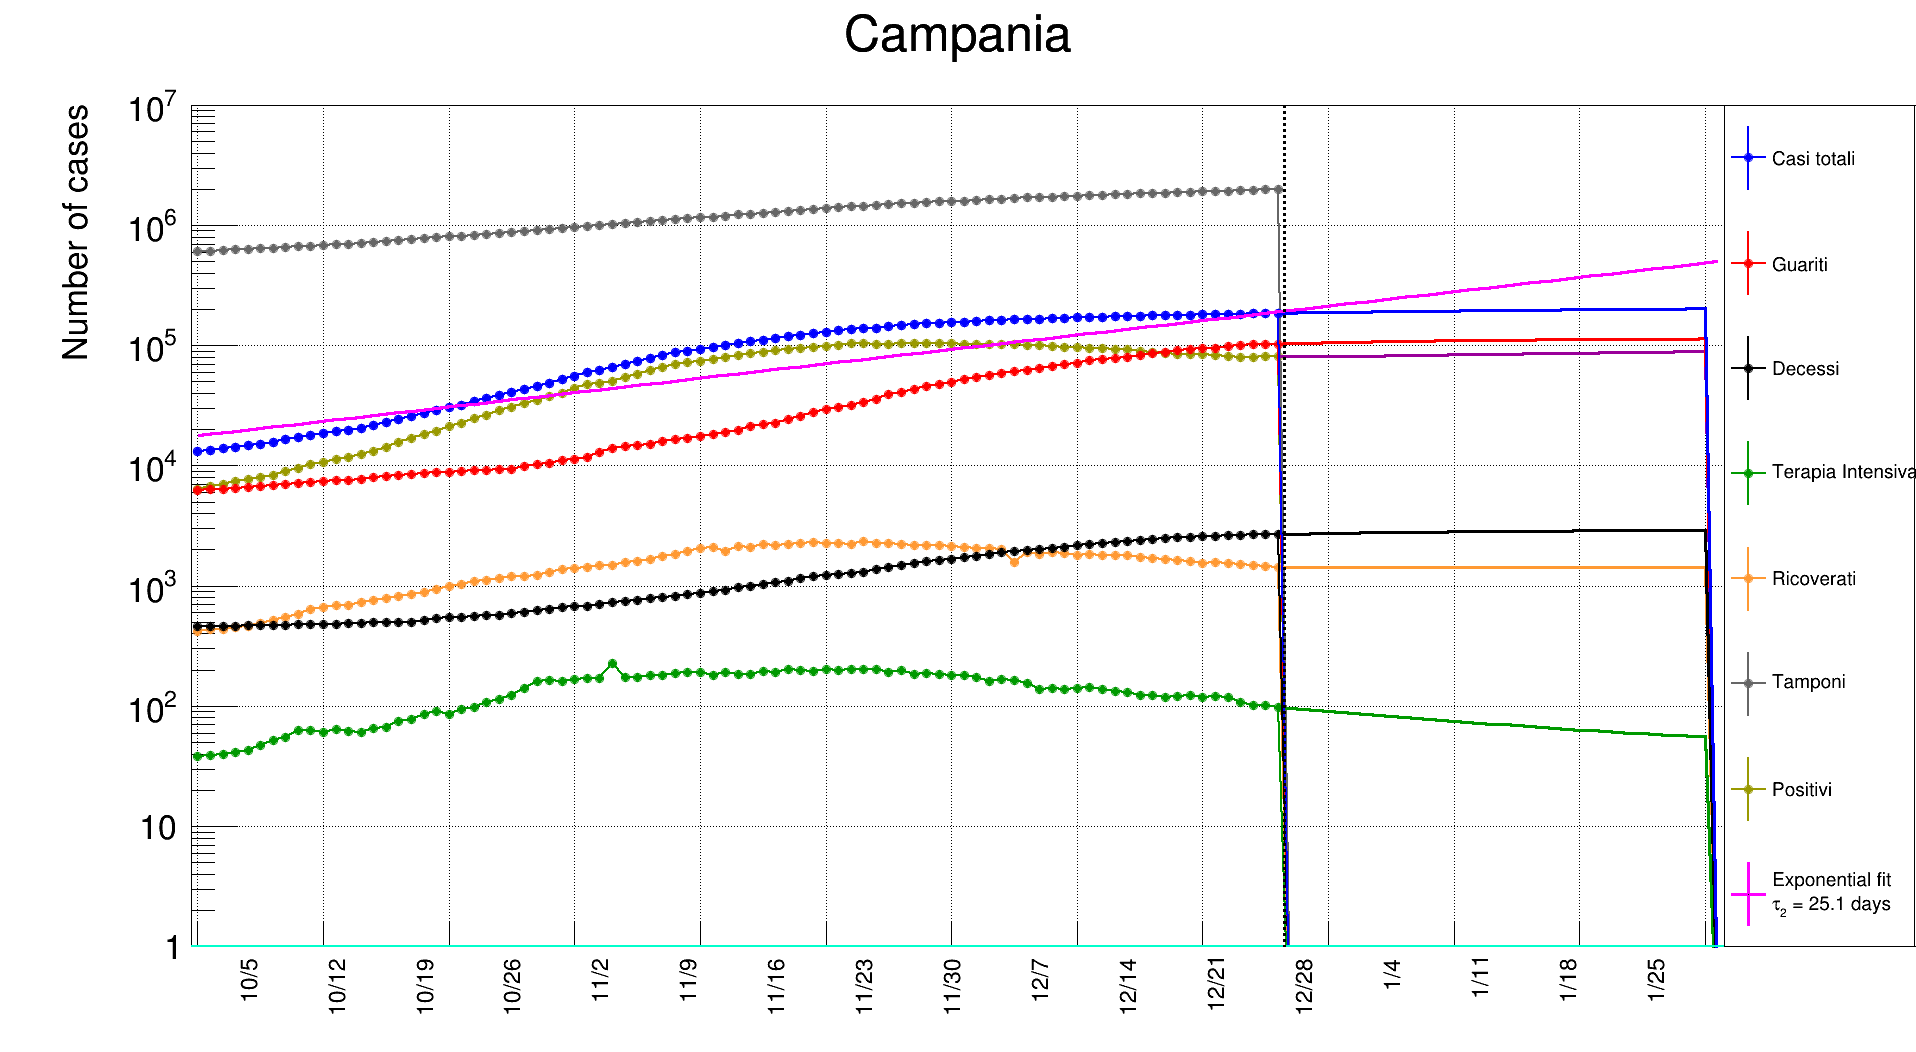 Campania
Number of cases
10^7
10^6
10^5
10^4
10^3
10^2
10
1
10/5
10/12
10/19
10/26
11/2
11/9
11/16
11/23
11/30
12/7
12/14
12/21
12/28
1/4
1/11
1/18
1/25
Casi totali
Guariti
Decessi
Terapia Intensiva
Ricoverati
Tamponi
Positivi
Exponential fit
τ₂ = 25.1 days